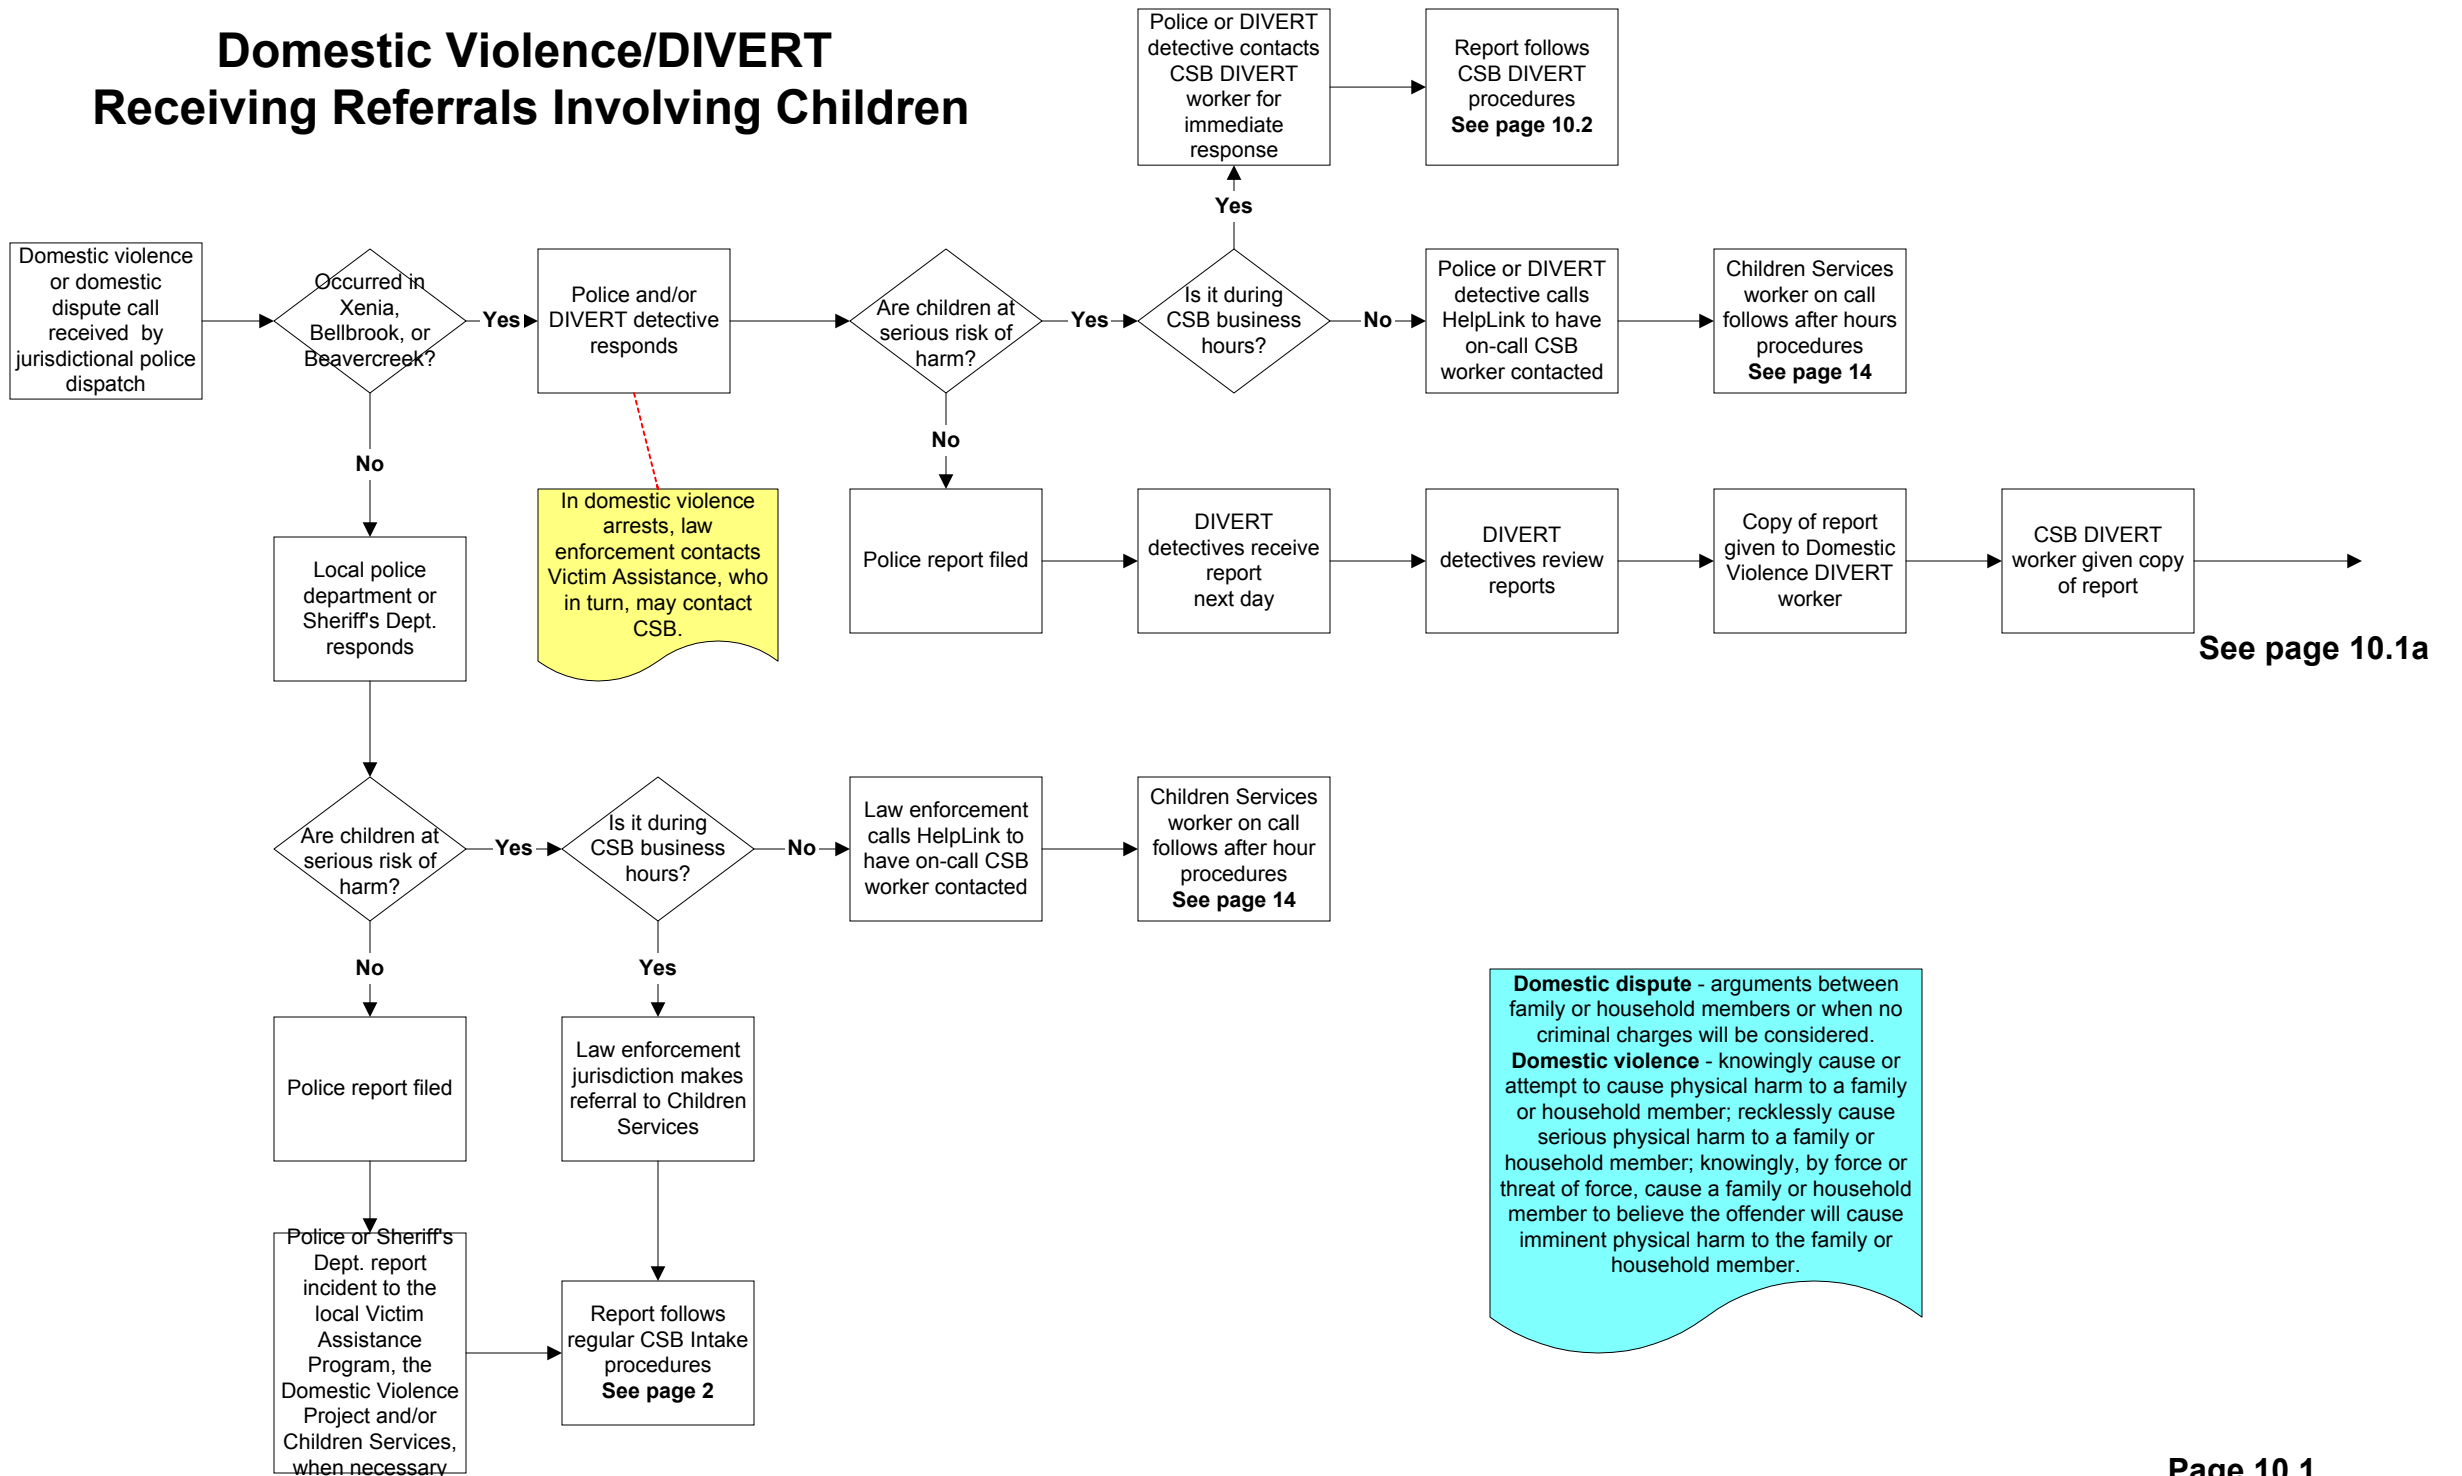 Domestic Violence/DIVERT
Receiving Referrals Involving Children
Police or DIVERT
detective contacts
CSB DIVERT
worker for
immediate
response
Report follows
CSB DIVERT
procedures
See page 10.2
Yes
Domestic violence
or domestic
dispute call
received by
jurisdictional police
dispatch
Occurred in
Xenia,
Bellbrook, or
Beavercreek?
Yes
Police and/or
DIVERT detective
responds
Are children at
serious risk of
harm?
Yes
Is it during
CSB business
hours?
No
Police or DIVERT
detective calls
HelpLink to have
on-call CSB
worker contacted
Children Services
worker on call
follows after hours
procedures
See page 14
No
No
In domestic violence
arrests, law
enforcement contacts
Victim Assistance, who
in turn, may contact
CSB.
Police report filed
DIVERT
detectives receive
report
next day
DIVERT
detectives review
reports
Copy of report
given to Domestic
Violence DIVERT
worker
CSB DIVERT
worker given copy
of report
See page 10.1a
Local police
department or
Sheriff's Dept.
responds
Are children at
serious risk of
harm?
Yes
Is it during
CSB business
hours?
No
Law enforcement
calls HelpLink to
have on-call CSB
worker contacted
Children Services
worker on call
follows after hour
procedures
See page 14
No
Yes
Police report filed
Law enforcement
jurisdiction makes
referral to Children
Services
Domestic dispute - arguments between
family or household members or when no
criminal charges will be considered.
Domestic violence - knowingly cause or
attempt to cause physical harm to a family
or household member; recklessly cause
serious physical harm to a family or
household member; knowingly, by force or
threat of force, cause a family or household
member to believe the offender will cause
imminent physical harm to the family or
household member.
Police or Sheriff's
Dept. report
incident to the
local Victim
Assistance
Program, the
Domestic Violence
Project and/or
Children Services,
when necessary
Report follows
regular CSB Intake
procedures
See page 2
Page 10.1